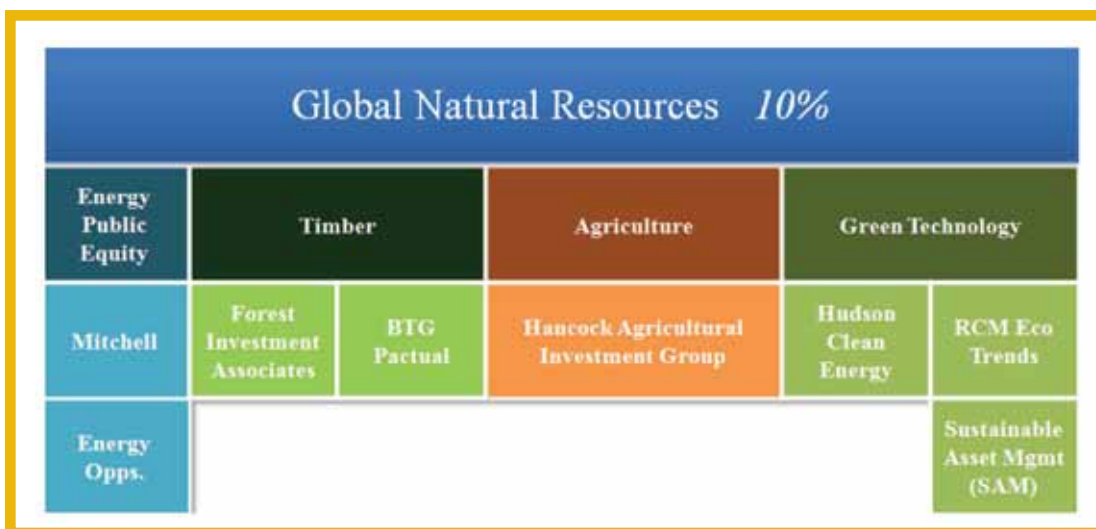 Global Natural Resources 10%
Energy
Public
Equity
Timber
Agriculture
Green Technology
Mitchell
Forest
Investment
Associates
BTG
Pactual
Hancock Agricultural
Investment Group
Hudson
Clean
Energy
RCM Eco
Trends
Energy
Opps.
Sustainable
Asset Mgmt
(SAM)